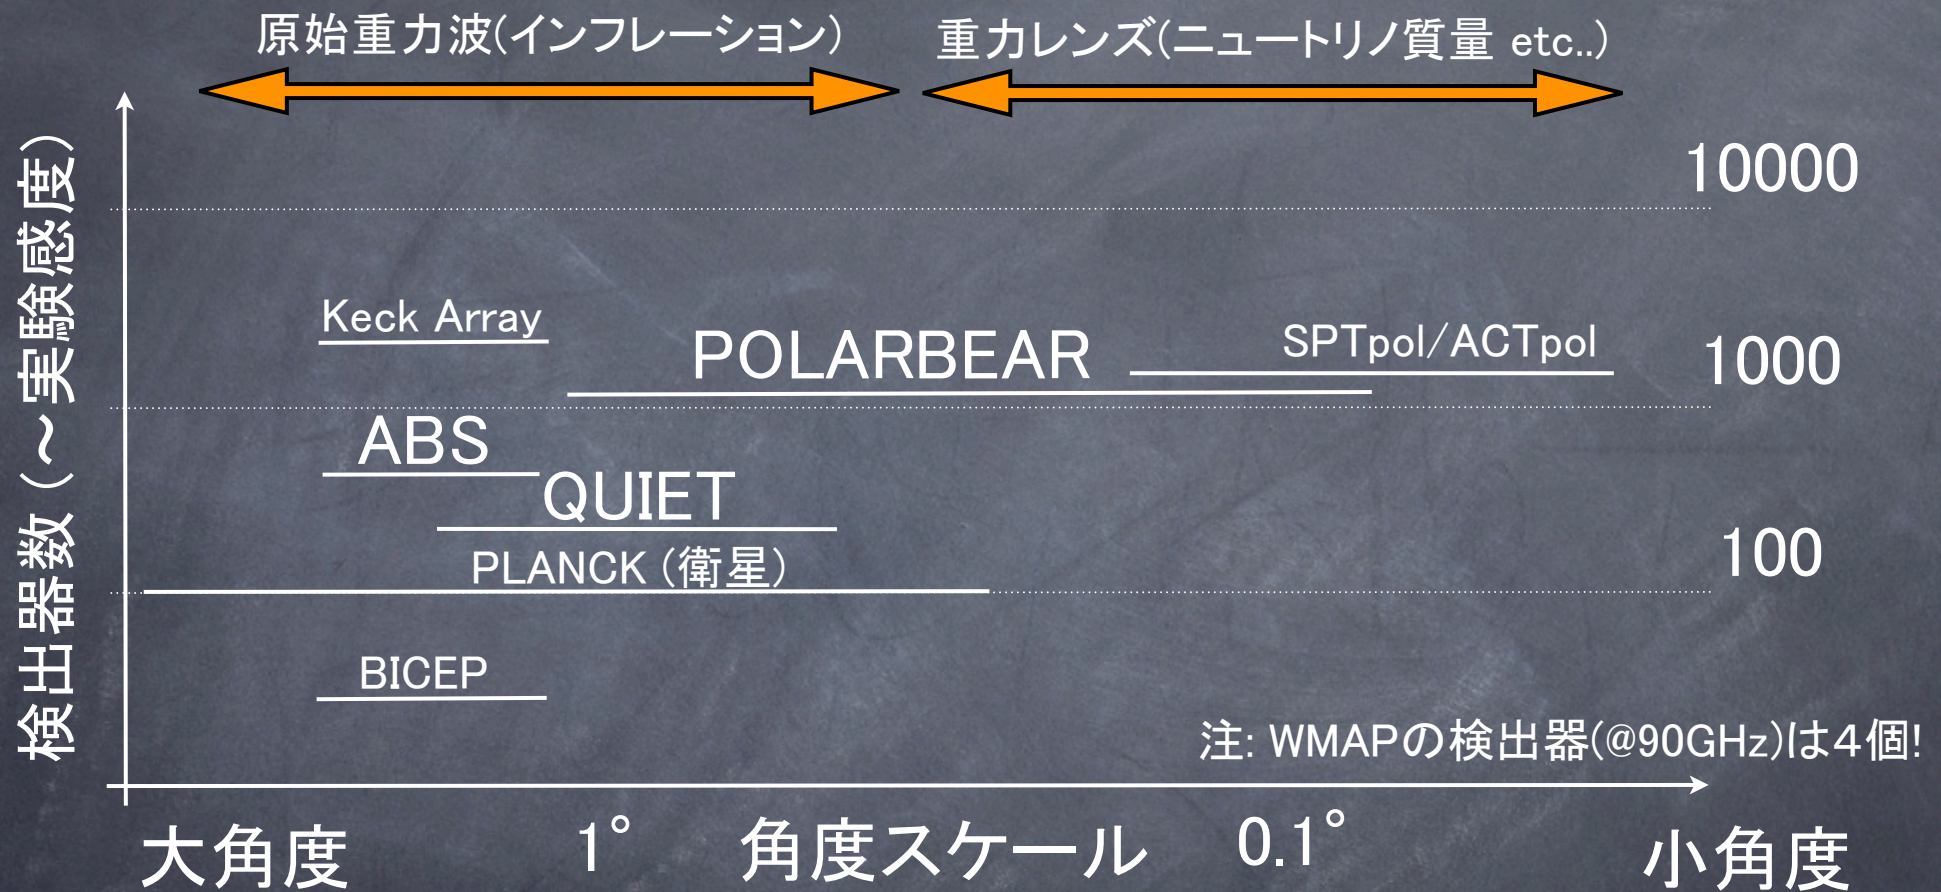 原始重力波(インフレーション)
重力レンズ(ニュートリノ質量 etc..)
検出器数(〜実験感度)
10000
Keck Array
POLARBEAR
SPTpol/ACTpol
1000
ABS
QUIET
PLANCK (衛星)
100
BICEP
注: WMAPの検出器(@90GHz)は4個!
大角度
1°
角度スケール
0.1°
小角度